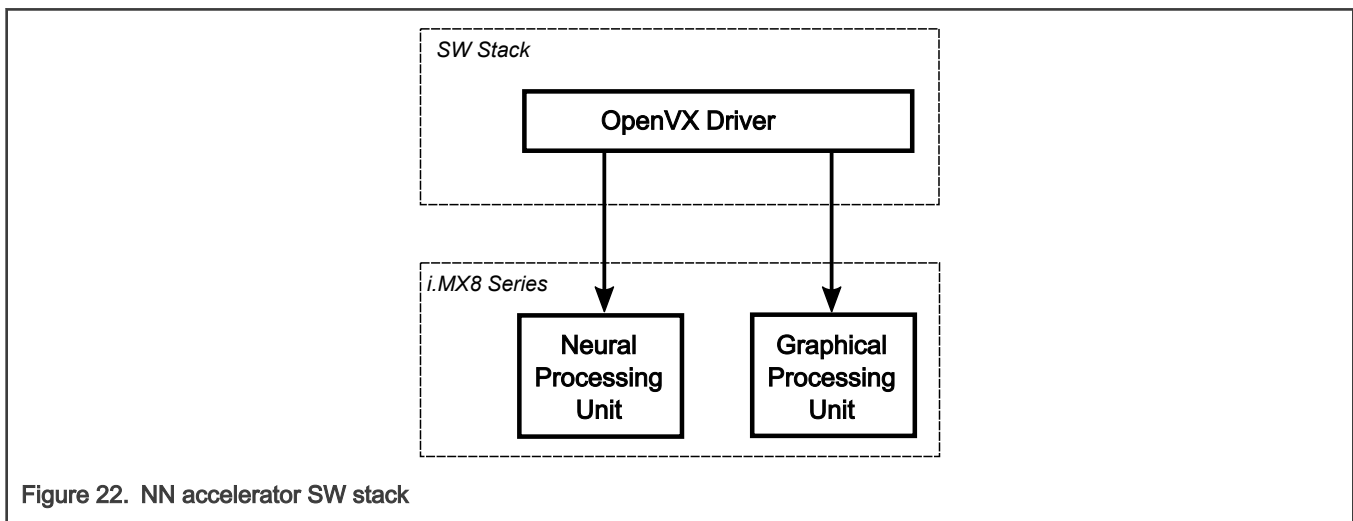 SW Stack
OpenVX Driver
i.MX8 Series
Neural
Processing
Unit
Graphical
Processing
Unit
Figure 22. NN accelerator SW stack